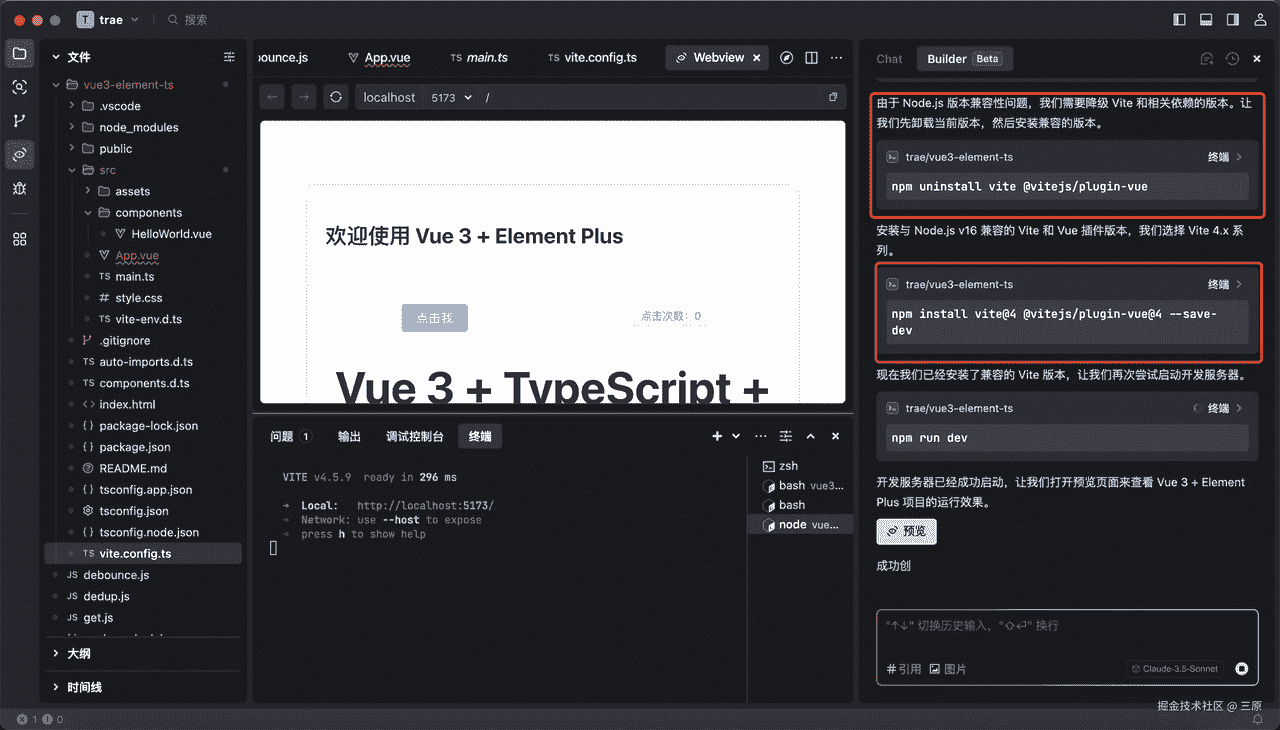 T trae
搜索
文件
vue3-element-ts
.vscode
node_modules
public
src
assets
components
HelloWorld.vue
App.vue
TS main.ts
# style.css
TS vite-env.d.ts
.gitignore
TS auto-imports.d.ts
TS components.d.ts
<> index.html
{} package-lock.json
{} package.json
README.md
{} tsconfig.app.json
tsconfig.json
{} tsconfig.node.json
TS vite.config.ts
JS debounce.js
JS dedup.js
JS get.js
大纲
时间线
1 0
ounce.js
App.vue
TS main.ts
TS vite.config.ts
Webview
localhost 5173 /
欢迎使用 Vue 3 + Element Plus
点击我
点击次数：0
Vue 3 + TypeScript +
问题 1
输出
调试控制台
终端
VITE v4.5.9 ready in 296 ms
➜ Local: http://localhost:5173/
➜ Network: use --host to expose
➜ press h to show help
zsh
bash vue3...
bash
node vue...
Chat
Builder Beta
由于 Node.js 版本兼容性问题，我们需要降级 Vite 和相关依赖的版本。让
我们先卸载当前版本，然后安装兼容的版本。
trae/vue3-element-ts 终端
npm uninstall vite @vitejs/plugin-vue
安装与 Node.js v16 兼容的 Vite 和 Vue 插件版本，我们选择 Vite 4.x 系
列。
trae/vue3-element-ts 终端
npm install vite@4 @vitejs/plugin-vue@4 --save-
dev
现在我们已经安装了兼容的 Vite 版本，让我们再次尝试启动开发服务器。
trae/vue3-element-ts 终端
npm run dev
开发服务器已经成功启动，让我们打开预览页面来查看 Vue 3 + Element
Plus 项目的运行效果。
预览
成功创
"↑↓" 切换历史输入，"⇧⏎" 换行
# 引用 图片
Claude-3.5-Sonnet
掘金技术社区 @ 三原